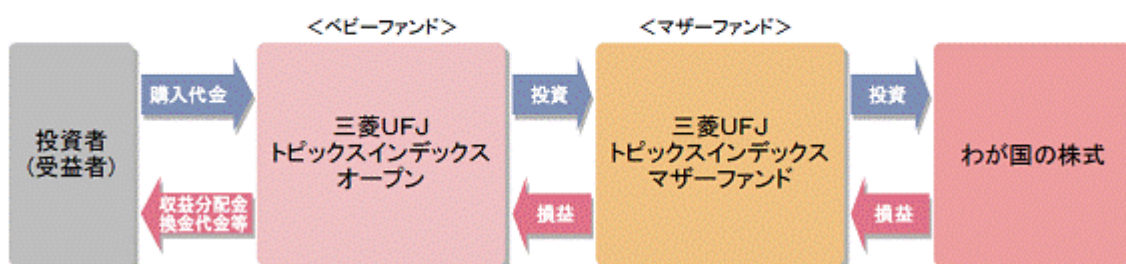 ＜ベビーファンド＞
＜マザーファンド＞
投資者
(受益者)
購入代金
収益分配金
換金代金等
三菱UFJ
トピックスインデックス
オープン
投資
損益
三菱UFJ
トピックスインデックス
マザーファンド
投資
損益
わが国の株式